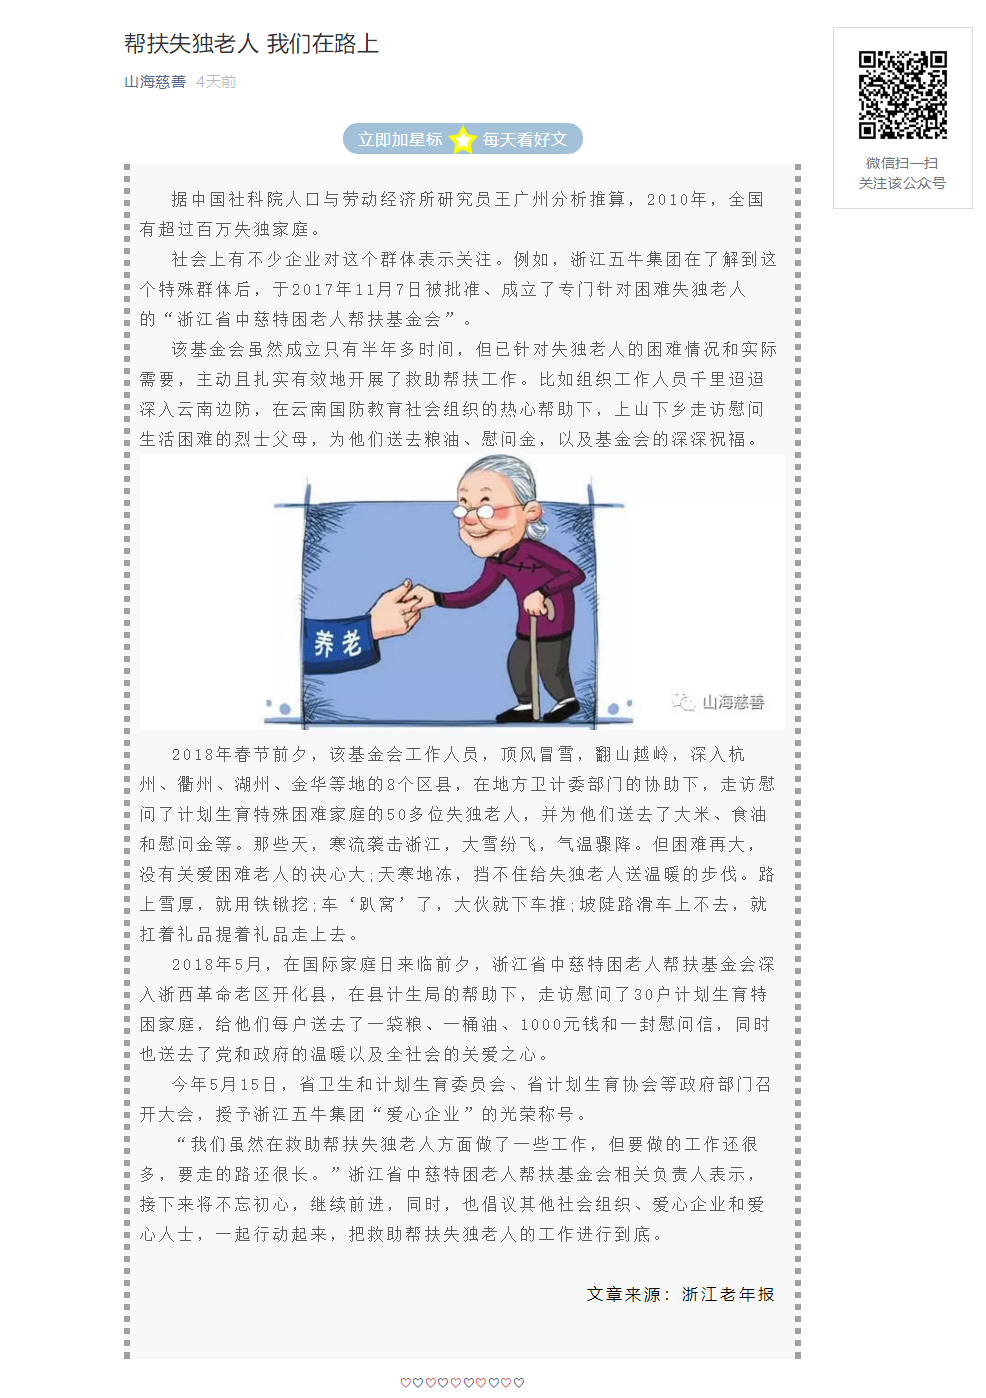 帮扶失独老人 我们在路上
山海慈善 4天前
微信扫一扫
关注该公众号
立即加星标 每天看好文
据中国社科院人口与劳动经济所研究员王广州分析推算，2010年，全国
有超过百万失独家庭。
社会上有不少企业对这个群体表示关注。例如，浙江五牛集团在了解到这
个特殊群体后，于2017年11月7日被批准、成立了专门针对困难失独老人
的“浙江省中慈特困老人帮扶基金会”。
该基金会虽然成立只有半年多时间，但已针对失独老人的困难情况和实际
需要，主动且扎实有效地开展了救助帮扶工作。比如组织工作人员千里迢迢
深入云南边防，在云南国防教育社会组织的热心帮助下，上山下乡走访慰问
生活困难的烈士父母，为他们送去粮油、慰问金，以及基金会的深深祝福。
养老
山海慈善
2018年春节前夕，该基金会工作人员，顶风冒雪，翻山越岭，深入杭
州、衢州、湖州、金华等地的8个区县，在地方卫计委部门的协助下，走访慰
问了计划生育特殊困难家庭的50多位失独老人，并为他们送去了大米、食油
和慰问金等。那些天，寒流袭击浙江，大雪纷飞，气温骤降。但困难再大，
没有关爱困难老人的决心大;天寒地冻，挡不住给失独老人送温暖的步伐。路
上雪厚，就用铁锹挖;车‘趴窝’了，大伙就下车推;坡陡路滑车上不去，就
扛着礼品提着礼品走上去。
2018年5月，在国际家庭日来临前夕，浙江省中慈特困老人帮扶基金会深
入浙西革命老区开化县，在县计生局的帮助下，走访慰问了30户计划生育特
困家庭，给他们每户送去了一袋粮、一桶油、1000元钱和一封慰问信，同时
也送去了党和政府的温暖以及全社会的关爱之心。
今年5月15日，省卫生和计划生育委员会、省计划生育协会等政府部门召
开大会，授予浙江五牛集团“爱心企业”的光荣称号。
“我们虽然在救助帮扶失独老人方面做了一些工作，但要做的工作还很
多，要走的路还很长。”浙江省中慈特困老人帮扶基金会相关负责人表示，
接下来将不忘初心，继续前进，同时，也倡议其他社会组织、爱心企业和爱
心人士，一起行动起来，把救助帮扶失独老人的工作进行到底。
文章来源：浙江老年报